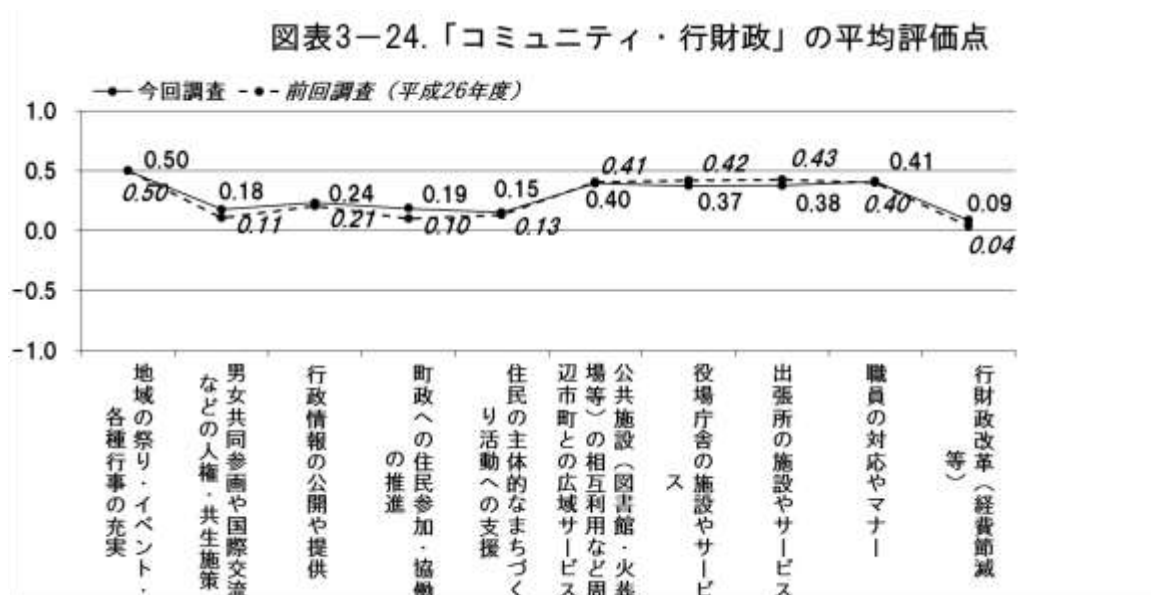 図表3－24.「コミュニティ・行財政」の平均評価点
今回調査 前回調査（平成26年度）
1.0
0.5
0.0
−0.5
−1.0
0.50
0.18
0.24
0.19
0.15
0.41
0.42
0.43
0.41
0.09
0.50
0.11
0.21
0.10
0.13
0.40
0.37
0.38
0.40
0.04
地域の祭り・イベント・
各種行事の充実
男女共同参画や国際交流
などの人権・共生施策
行政情報の公開や提供
町政への住民参加・協働
の推進
住民の主体的なまちづく
り活動への支援
公共施設（図書館・火葬
場等）の相互利用など周
辺市町との広域サービス
役場庁舎の施設やサービ
ス
出張所の施設やサービス
職員の対応やマナー
行財政改革（経費節減
等）